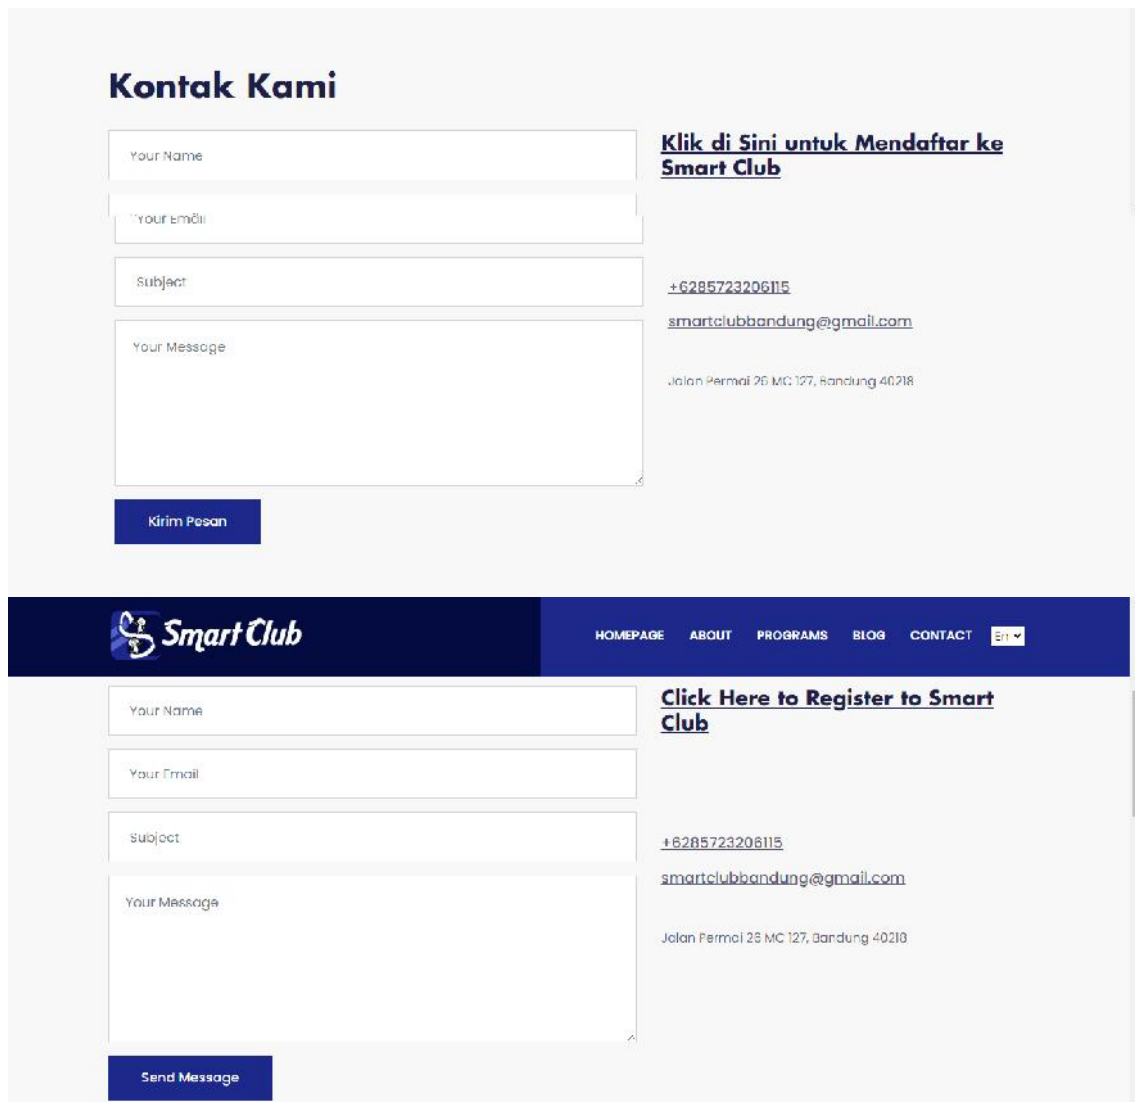 Kontak Kami
Your Name
Klik di Sini untuk Mendaftar ke
Smart Club
Your Email
Subject
+6285723206115
smartclubbandung@gmail.com
Your Message
Jalan Permai 26 MC 127, Bandung 40218
Kirim Pesan
Smart Club
HOMEPAGE ABOUT PROGRAMS BLOG CONTACT En
Your Name
Click Here to Register to Smart
Club
Your Email
Subject
+6285723206115
smartclubbandung@gmail.com
Your Message
Jalan Permai 26 MC 127, Bandung 40218
Send Message